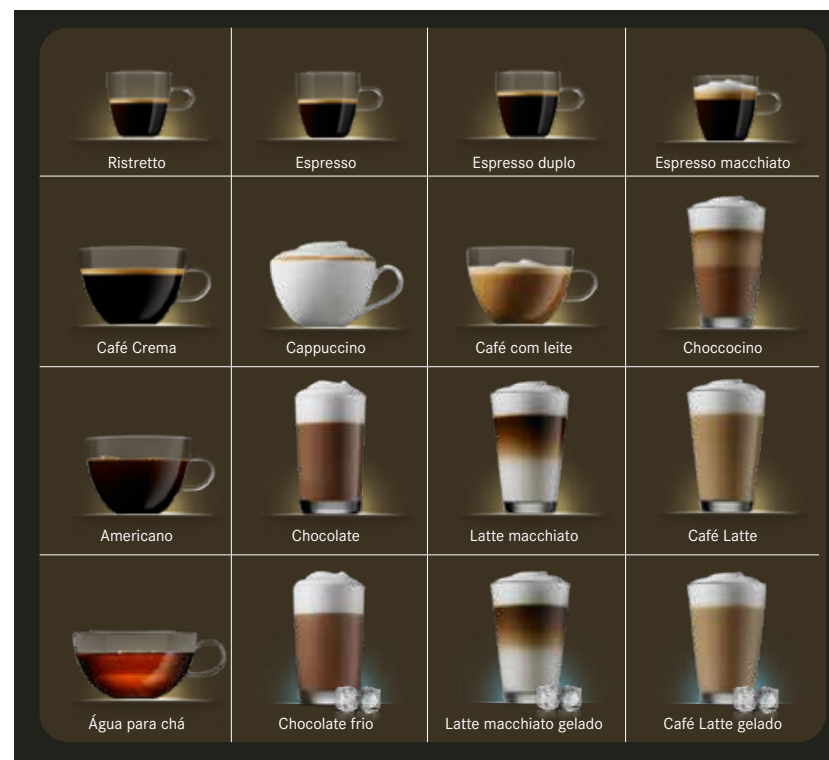 Ristretto
Espresso
Espresso duplo
Espresso macchiato
Café Crema
Cappuccino
Café com leite
Choccocino
Americano
Chocolate
Latte macchiato
Café Latte
Água para chá
Chocolate frio
Latte macchiato gelado
Café Latte gelado